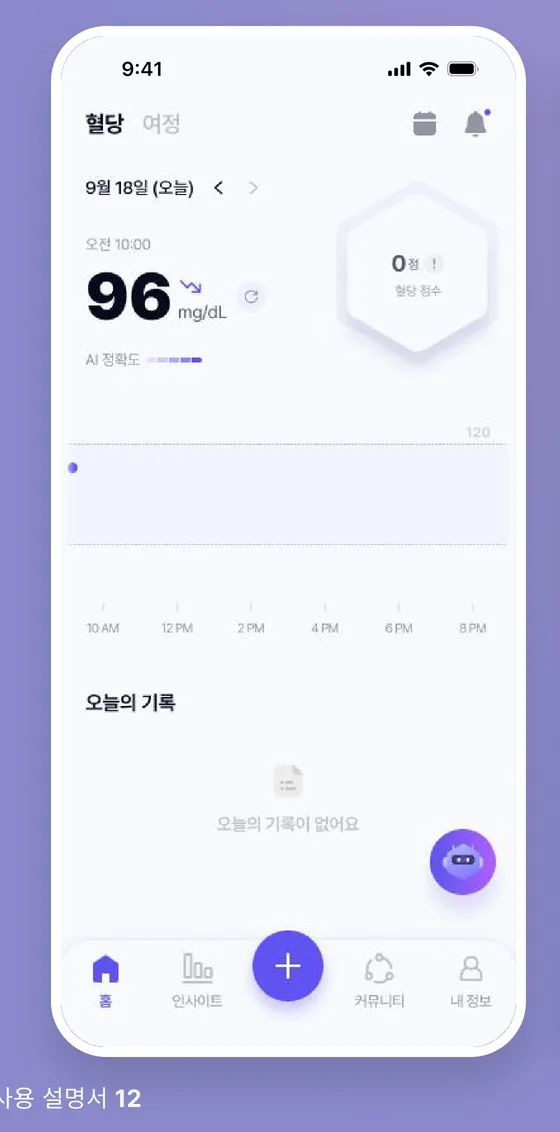 9:41
혈당 여정
9월 18일 (오늘)
오전 10:00
96 mg/dL
0점 !
혈당 점수
AI 정확도
120
10 AM 12 PM 2 PM 4 PM 6 PM 8 PM
오늘의 기록
오늘의 기록이 없어요
홈 인사이트 커뮤니티 내 정보
사용 설명서 12